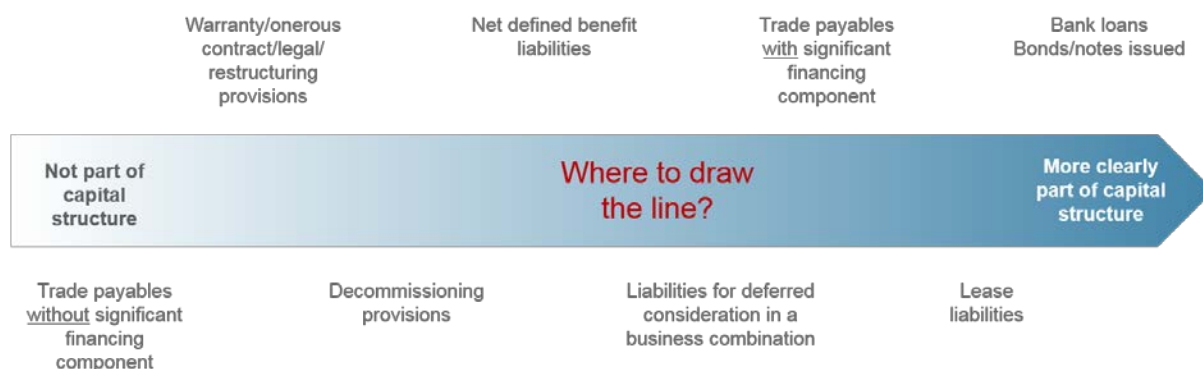 Warranty/onerous
contract/legal/
restructuring
provisions
Net defined benefit
liabilities
Trade payables
with significant
financing
component
Bank loans
Bonds/notes issued
Not part of
capital
structure
Where to draw
the line?
More clearly
part of capital
structure
Trade payables
without significant
financing
component
Decommissioning
provisions
Liabilities for deferred
consideration in a
business combination
Lease
liabilities